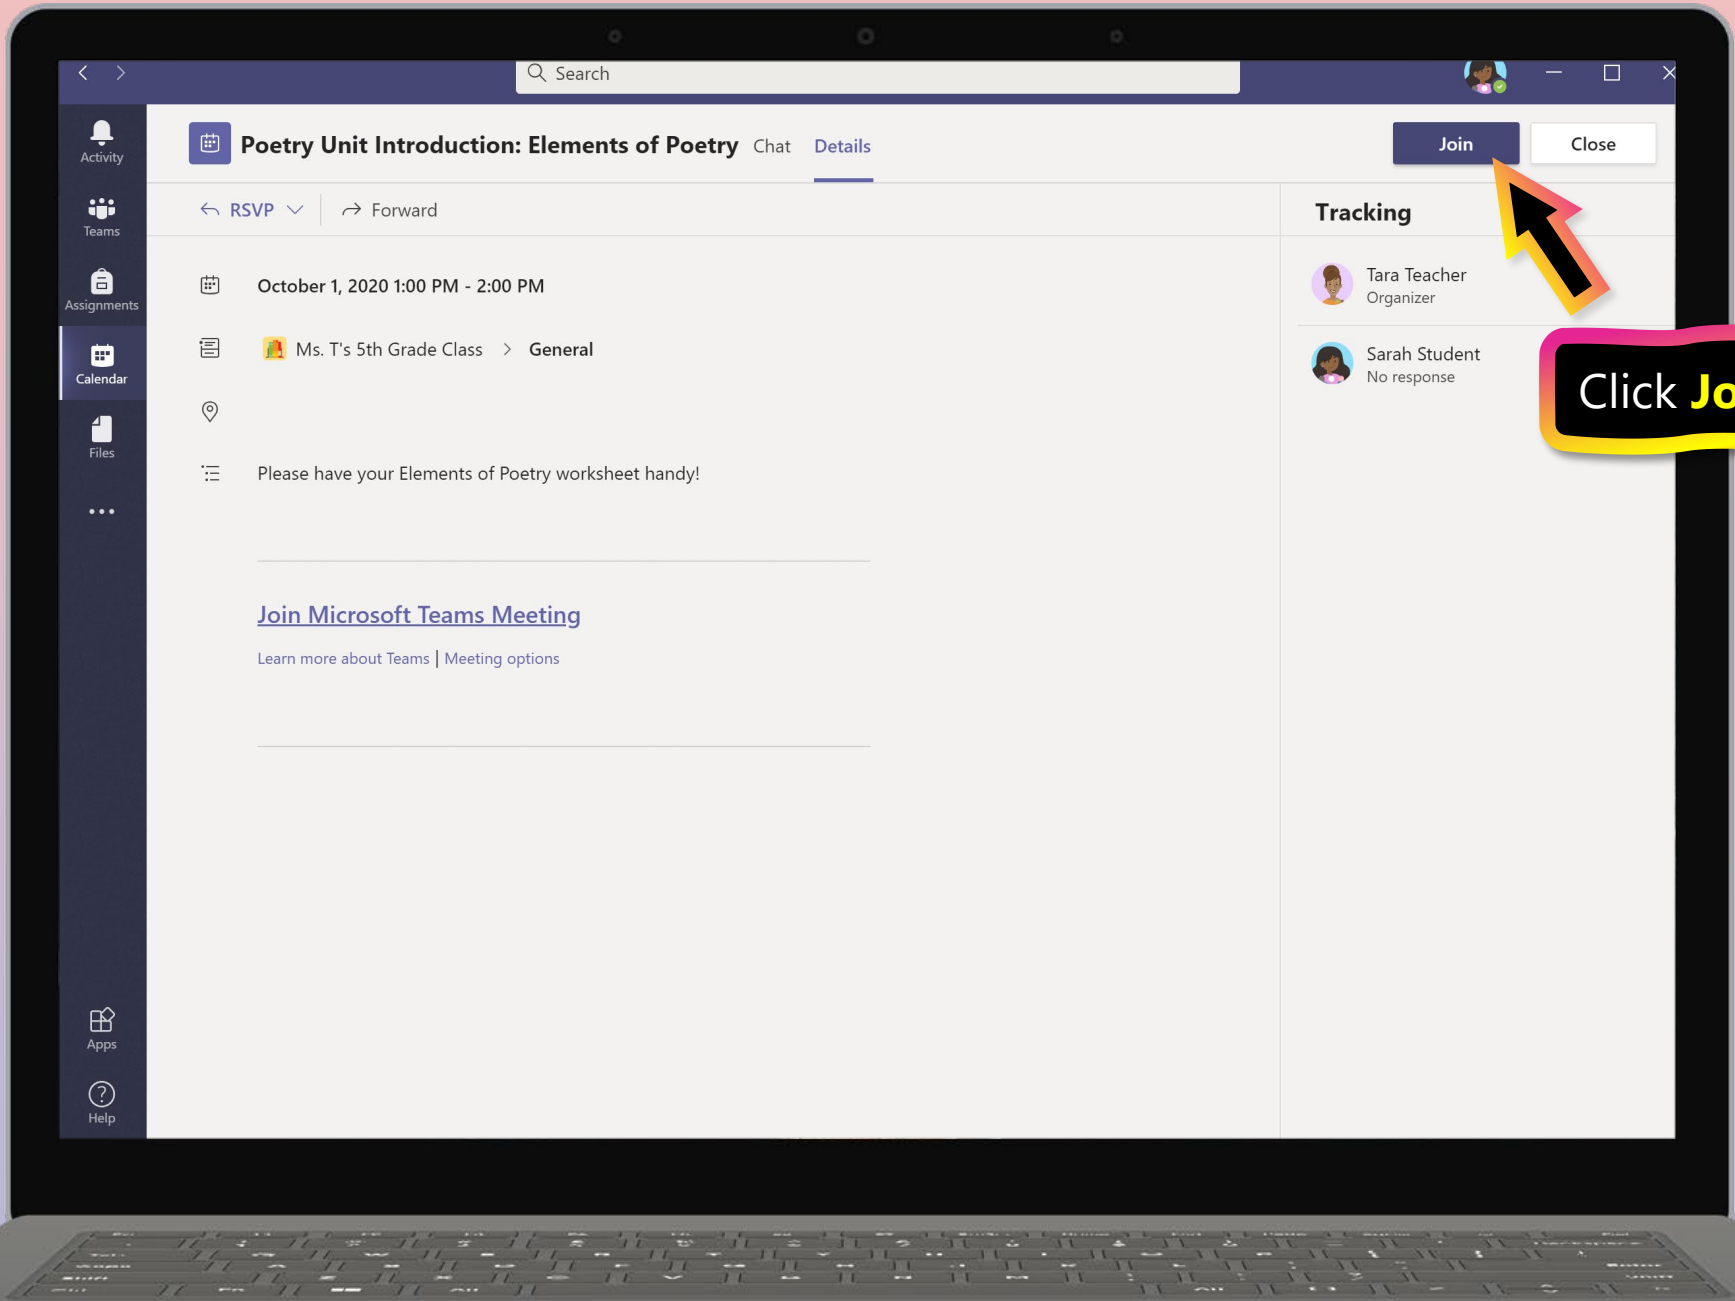 Search
Activity
Teams
Assignments
Calendar
Files
Apps
Help
Poetry Unit Introduction: Elements of Poetry Chat Details
Join Close
RSVP Forward
October 1, 2020 1:00 PM - 2:00 PM
Ms. T's 5th Grade Class > General
Please have your Elements of Poetry worksheet handy!
Join Microsoft Teams Meeting
Learn more about Teams | Meeting options
Tracking
Tara Teacher
Organizer
Sarah Student
No response
Click Jo